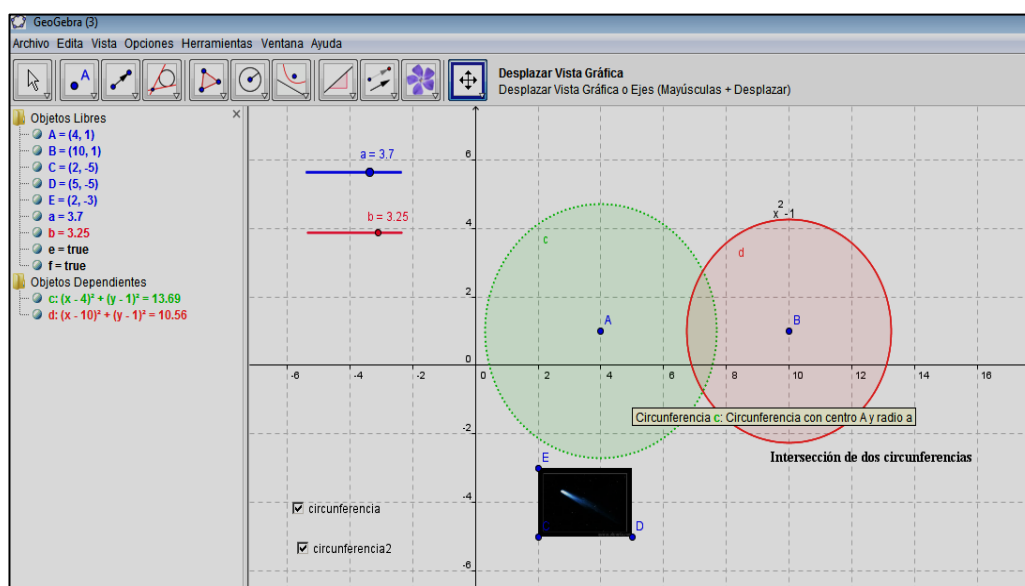 GeoGebra (3)
Archivo Edita Vista Opciones Herramientas Ventana Ayuda
A
Desplazar Vista Gráfica
Desplazar Vista Gráfica o Ejes (Mayúsculas + Desplazar)
Objetos Libres
A = (4, 1)
B = (10, 1)
C = (2, -5)
D = (5, -5)
E = (2, -3)
a = 3.7
b = 3.25
e = true
f = true
Objetos Dependientes
c: (x - 4)² + (y - 1)² = 13.69
d: (x - 10)² + (y - 1)² = 10.56
a = 3.7
b = 3.25
6
4
2
0
-2
-4
-6
-6 -4 -2 0 2 4 6 8 10 12 14 16
c
d
2
x -1
A
B
Circunferencia c: Circunferencia con centro A y radio a
Intersección de dos circunferencias
E
C
D
circunferencia
circunferencia2